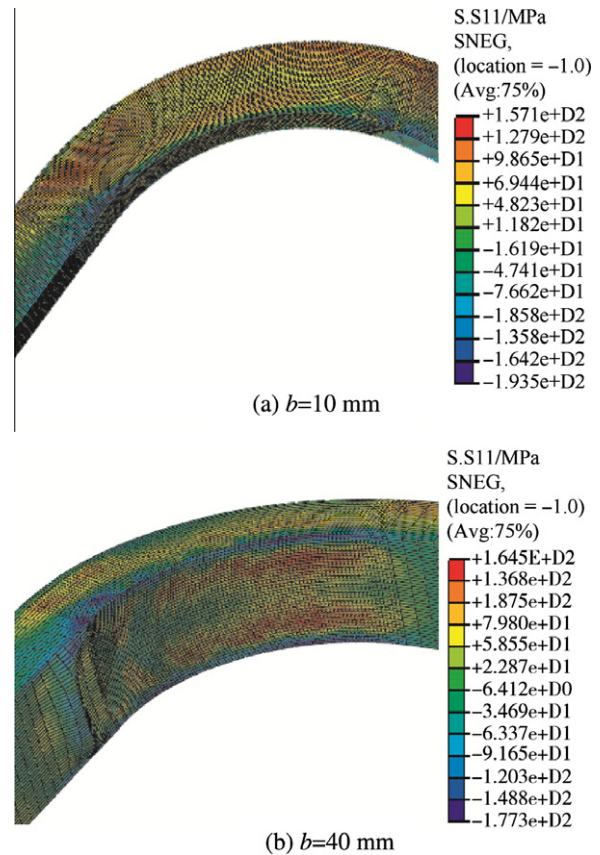 S.S11/MPa
SNEG,
(location = −1.0)
(Avg:75%)
+1.571e+D2
+1.279e+D2
+9.865e+D1
+6.944e+D1
+4.823e+D1
+1.182e+D1
−1.619e+D1
−4.741e+D1
−7.662e+D1
−1.858e+D2
−1.358e+D2
−1.642e+D2
−1.935e+D2
(a) b=10 mm
S.S11/MPa
SNEG,
(location = −1.0)
(Avg:75%)
+1.645E+D2
+1.368e+D2
+1.875e+D2
+7.980e+D1
+5.855e+D1
+2.287e+D1
−6.412e+D0
−3.469e+D1
−6.337e+D1
−9.165e+D1
−1.203e+D2
−1.488e+D2
−1.773e+D2
(b) b=40 mm